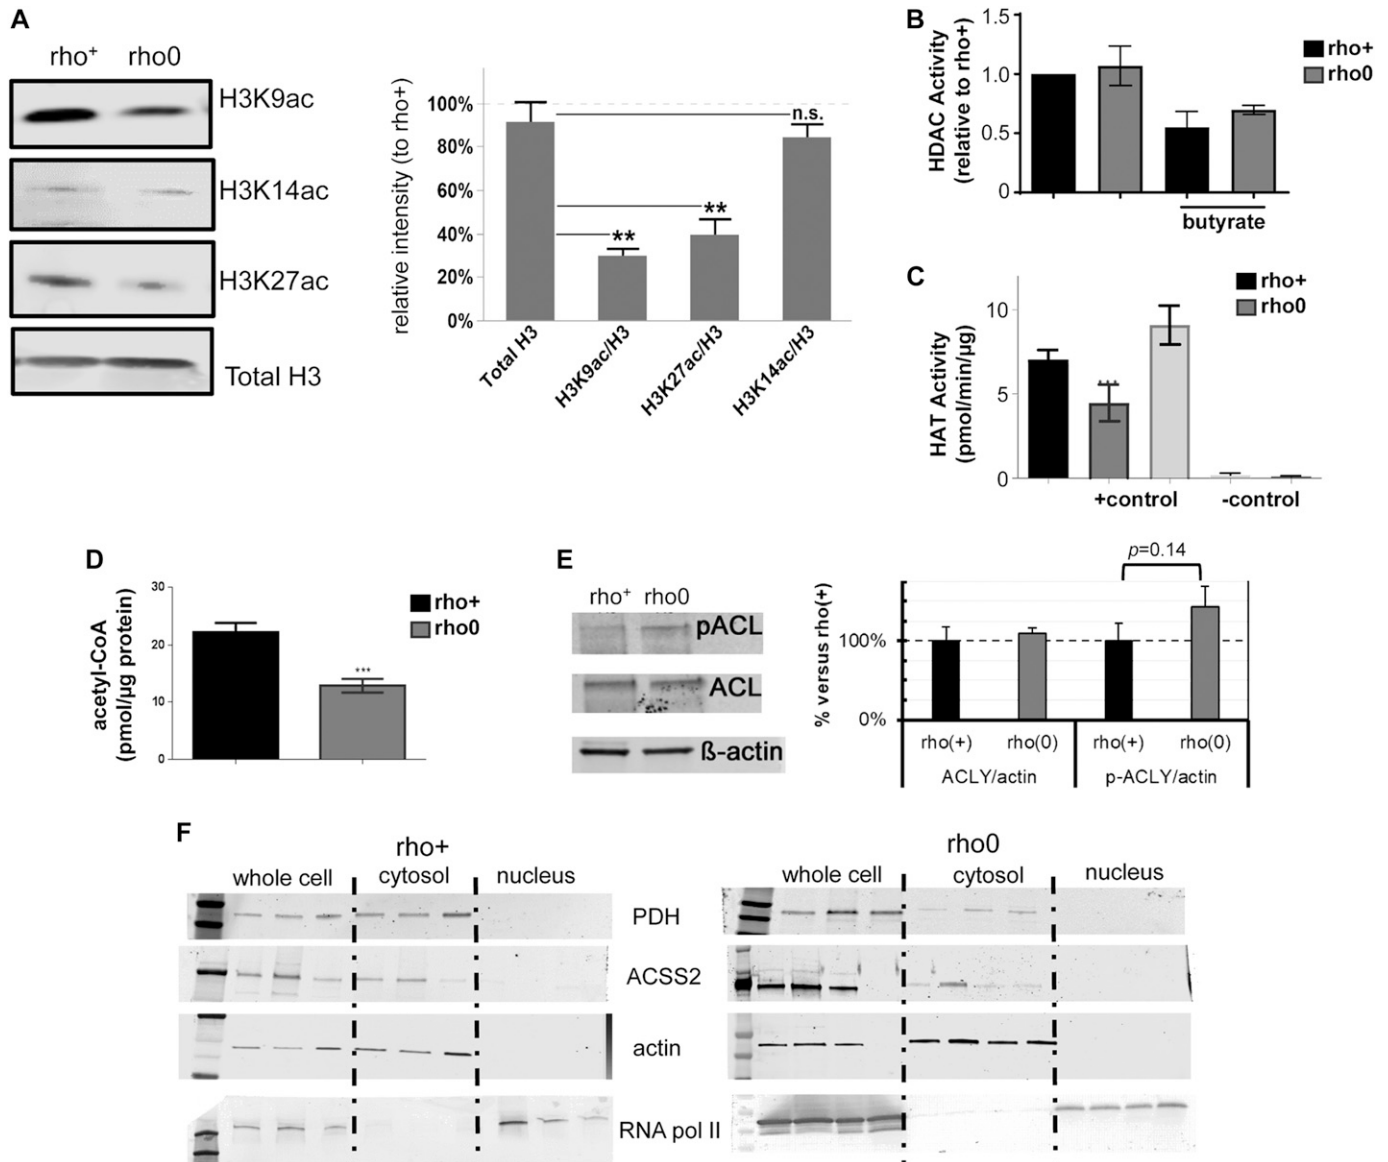 A
rho+ rho0
H3K9ac
H3K14ac
H3K27ac
Total H3
relative intensity (to rho+)
100%
80%
60%
40%
20%
0%
n.s.
**
**
Total H3
H3K9ac/H3
H3K27ac/H3
H3K14ac/H3
B
HDAC Activity
(relative to rho+)
1.5
1.0
0.5
0
rho+
rho0
butyrate
C
HAT Activity
(pmol/min/µg)
10
5
0
rho+
rho0
***
+control -control
D
acetyl-CoA
(pmol/µg protein)
30
20
10
0
***
rho+
rho0
E
rho+ rho0
pACL
ACL
ß-actin
% versus rho(+)
100%
0%
p=0.14
rho(+) rho(0) rho(+) rho(0)
ACLY/actin p-ACLY/actin
F
rho+ rho0
whole cell cytosol nucleus whole cell cytosol nucleus
PDH
ACSS2
actin
RNA pol II